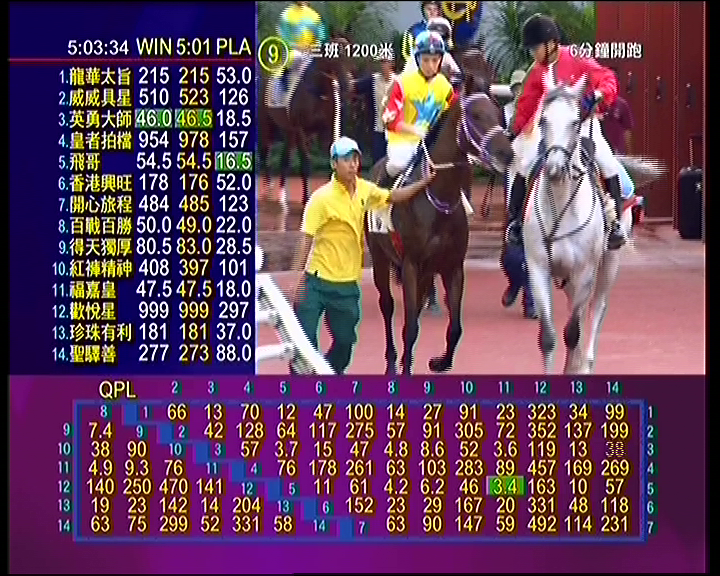 5:03:34 WIN 5:01 PLA
9 三班 1200米 6分鐘開跑
1.龍華太旨 215 215 53.0
2.威威具星 510 523 126
3.英勇大師 46.0 46.5 18.5
4.皇者拍檔 954 978 157
5.飛哥 54.5 54.5 16.5
6.香港興旺 178 176 52.0
7.開心旅程 484 485 123
8.百戰百勝 50.0 49.0 22.0
9.得天獨厚 80.5 83.0 28.5
10.紅褲精神 408 397 101
11.福嘉皇 47.5 47.5 18.0
12.歡悅星 999 999 297
13.珍珠有利 181 181 37.0
14.聖驛善 277 273 88.0
QPL 2 3 4 5 6 7 8 9 10 11 12 13 14
8 1 66 13 70 12 47 100 14 27 91 23 323 34 99 1
9 7.4 9 2 42 128 64 117 275 57 91 305 72 352 137 199 2
10 38 90 10 3 57 3.7 15 47 4.8 8.6 52 3.6 119 13 38 3
11 4.9 9.3 76 11 4 76 178 261 63 103 283 89 457 169 269 4
12 140 250 470 141 12 5 11 61 4.2 6.2 46 3.4 163 10 57 5
13 19 23 142 14 204 13 6 152 23 29 167 20 331 48 118 6
14 63 75 299 52 331 58 14 7 63 90 147 59 492 114 231 7